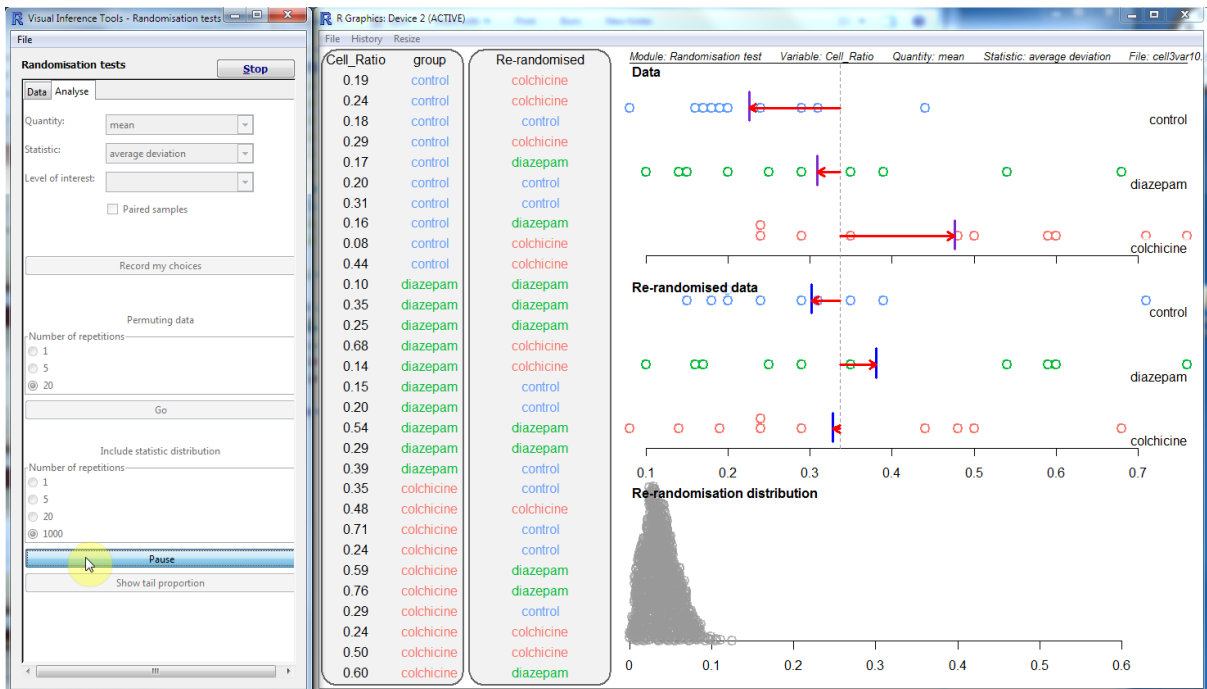 Visual Inference Tools - Randomisation tests
File
Randomisation tests
Stop
Data Analyse
Quantity: mean
Statistic: average deviation
Level of interest:
Paired samples
Record my choices
Permuting data
Number of repetitions
1
5
20
Go
Include statistic distribution
Number of repetitions
1
5
20
1000
Pause
Show tail proportion
R Graphics: Device 2 (ACTIVE)
File History Resize
Cell_Ratio group Re-randomised
0.19 control colchicine
0.24 control colchicine
0.18 control control
0.29 control colchicine
0.17 control diazepam
0.20 control control
0.31 control control
0.16 control diazepam
0.08 control colchicine
0.44 control colchicine
0.10 diazepam diazepam
0.35 diazepam diazepam
0.25 diazepam diazepam
0.68 diazepam colchicine
0.14 diazepam colchicine
0.15 diazepam control
0.20 diazepam control
0.54 diazepam diazepam
0.29 diazepam diazepam
0.39 diazepam control
0.35 colchicine control
0.48 colchicine colchicine
0.71 colchicine control
0.24 colchicine control
0.59 colchicine diazepam
0.76 colchicine diazepam
0.29 colchicine control
0.24 colchicine colchicine
0.50 colchicine colchicine
0.60 colchicine diazepam
Module: Randomisation test Variable: Cell_Ratio Quantity: mean Statistic: average deviation File: cell3var10.
Data
control
diazepam
colchicine
Re-randomised data
control
diazepam
colchicine
0.1 0.2 0.3 0.4 0.5 0.6 0.7
Re-randomisation distribution
0 0.1 0.2 0.3 0.4 0.5 0.6